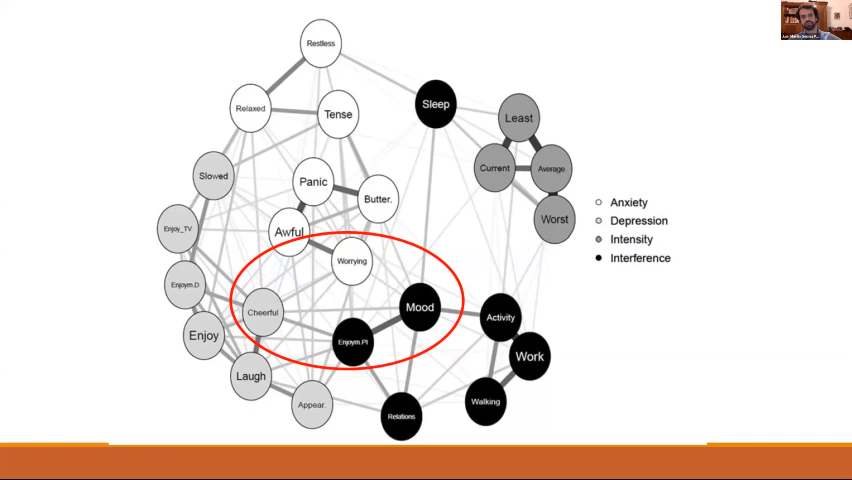 Restless
Relaxed
Tense
Sleep
Least
Slowed
Panic
Butter.
Current
Average
Awful
Enjoy_TV
Worst
Worrying
Enjoym.D
Cheerful
Mood
Activity
Enjoy
Enjoym.Pl
Work
Laugh
Appear.
Relations
Walking
Anxiety
Depression
Intensity
Interference